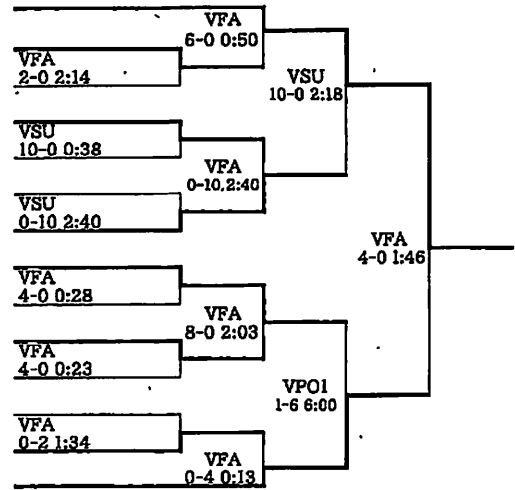 VFA
6-0 0:50
VFA
2-0 2:14
VSU
10-0 2:18
VSU
10-0 0:38
VFA
0-10 2:40
VSU
0-10 2:40
VFA
4-0 1:46
VFA
4-0 0:28
VFA
8-0 2:03
VFA
4-0 0:23
VPO1
1-6 6:00
VFA
0-2 1:34
VFA
0-4 0:13